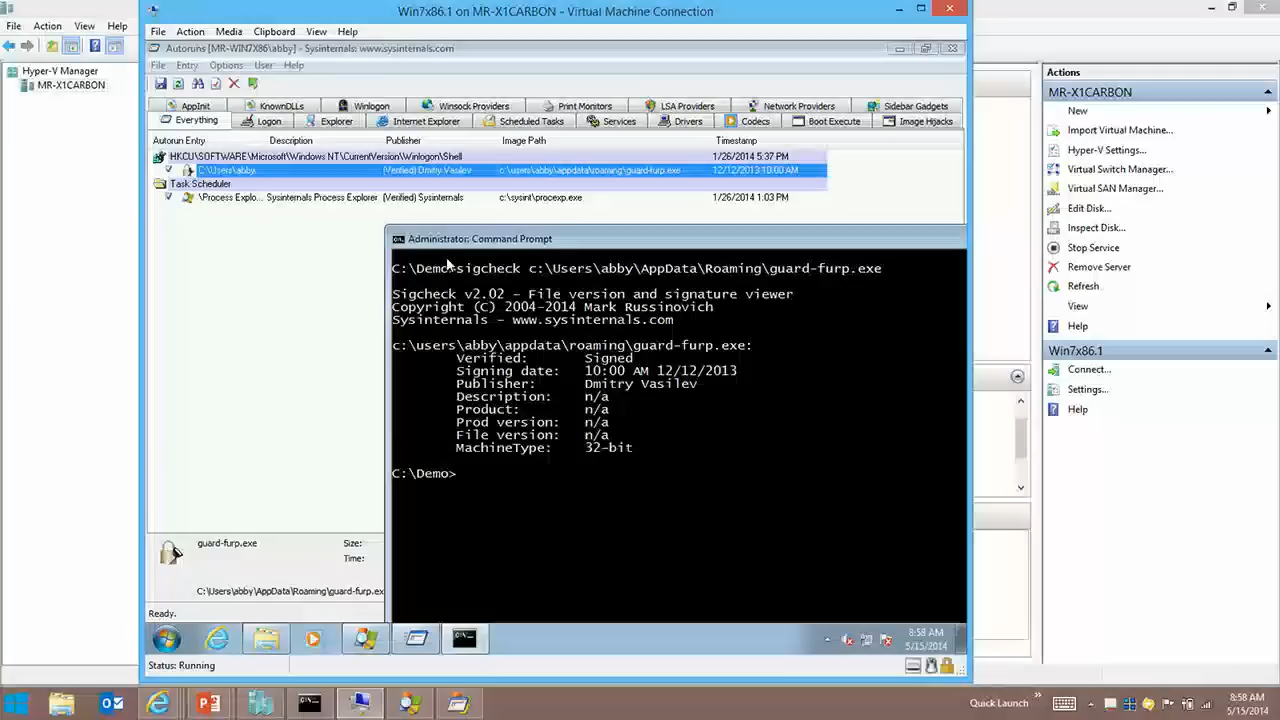 Win7x86.1 on MR-X1CARBON - Virtual Machine Connection
File Action View Help
File Action Media Clipboard View Help
Autoruns [MR-WIN7X86\abby] - Sysinternals: www.sysinternals.com
File Entry Options User Help
Hyper-V Manager
MR-X1CARBON
AppInit KnownDLLs Winlogon Winsock Providers Print Monitors LSA Providers Network Providers Sidebar Gadgets
Everything Logon Explorer Internet Explorer Scheduled Tasks Services Drivers Codecs Boot Execute Image Hijacks
Autorun Entry Description Publisher Image Path Timestamp
HKCU\SOFTWARE\Microsoft\Windows NT\CurrentVersion\Winlogon\Shell 1/26/2014 5:37 PM
C:\Users\abby. (Verified) Dmitry Vasilev c:\users\abby\appdata\roaming\guard-furp.exe 12/12/2013 10:00 AM
Task Scheduler
\Process Explo... Sysinternals Process Explorer (Verified) Sysinternals c:\sysint\procexp.exe 1/26/2014 1:03 PM
Administrator: Command Prompt
C:\Demo>sigcheck c:\Users\abby\AppData\Roaming\guard-furp.exe
Sigcheck v2.02 - File version and signature viewer
Copyright (C) 2004-2014 Mark Russinovich
Sysinternals - www.sysinternals.com
c:\users\abby\appdata\roaming\guard-furp.exe:
Verified: Signed
Signing date: 10:00 AM 12/12/2013
Publisher: Dmitry Vasilev
Description: n/a
Product: n/a
Prod version: n/a
File version: n/a
MachineType: 32-bit
C:\Demo>
guard-furp.exe Size:
Time:
C:\Users\abby\AppData\Roaming\guard-furp.ex
Ready.
8:58 AM
5/15/2014
Status: Running
Actions
MR-X1CARBON
New
Import Virtual Machine...
Hyper-V Settings...
Virtual Switch Manager...
Virtual SAN Manager...
Edit Disk...
Inspect Disk...
Stop Service
Remove Server
Refresh
View
Help
Win7x86.1
Connect...
Settings...
Help
Quick Launch
8:58 AM
5/15/2014